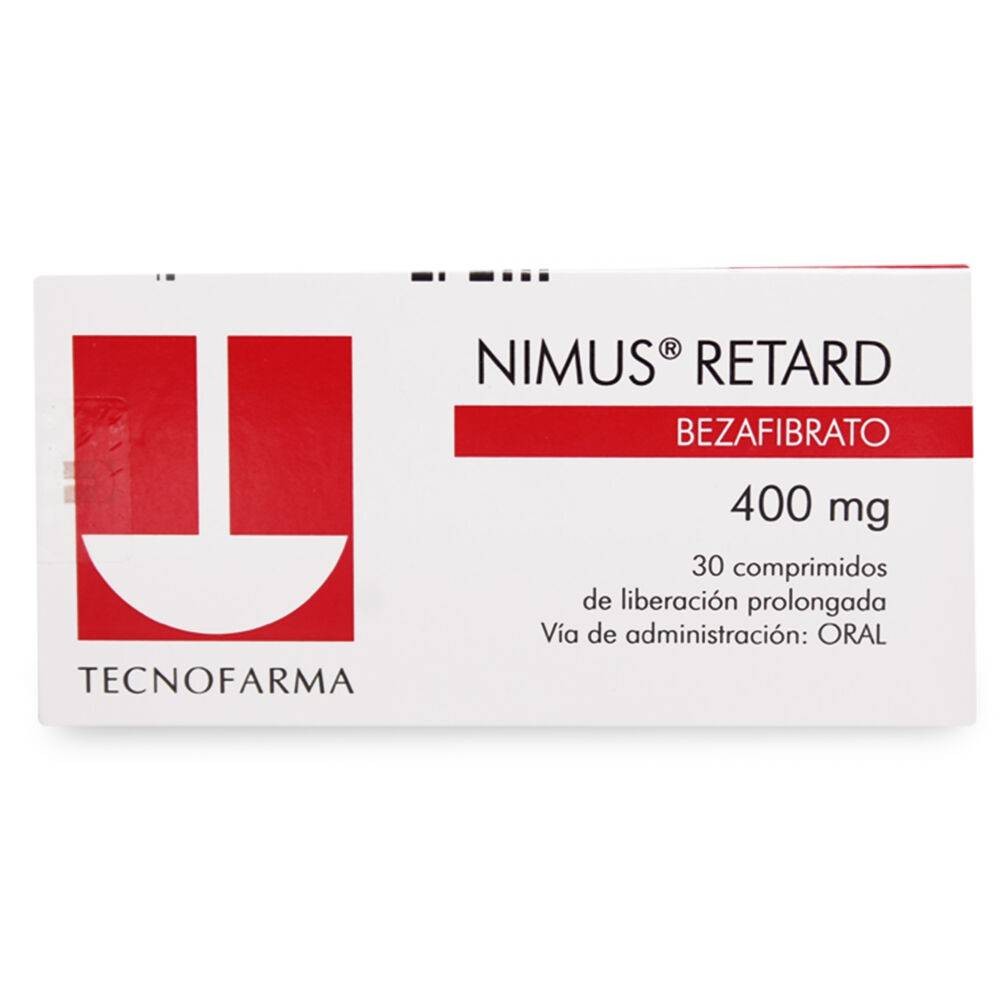 NIMUS® RETARD
BEZAFIBRATO
400 mg
30 comprimidos
de liberación prolongada
Vía de administración: ORAL
TECNOFARMA